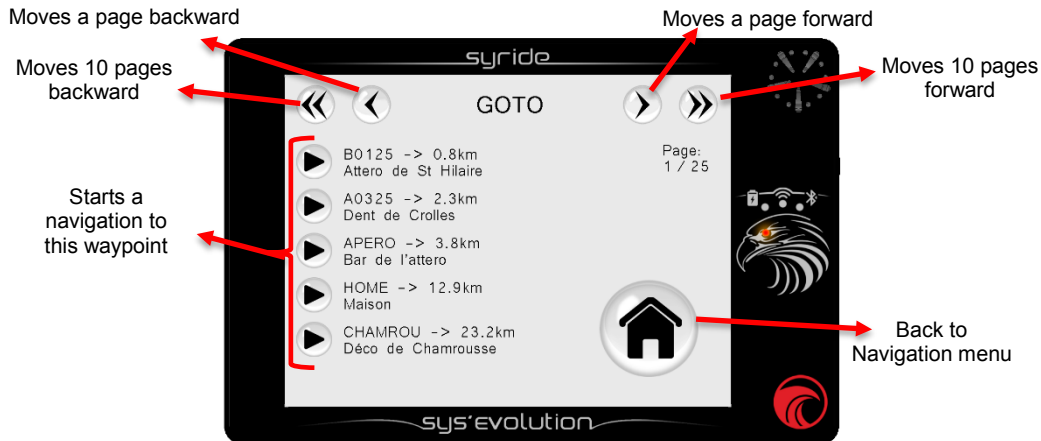 Moves a page backward
Moves a page forward
Moves 10 pages
backward
Moves 10 pages
forward
syride
GOTO
Page:
1 / 25
B0125 -> 0.8km
Attero de St Hilaire
A0325 -> 2.3km
Dent de Crolles
APERO -> 3.8km
Bar de l'attero
HOME -> 12.9km
Maison
CHAMROU -> 23.2km
Déco de Chamrousse
Starts a
navigation to
this waypoint
Back to
Navigation menu
sys'evolution